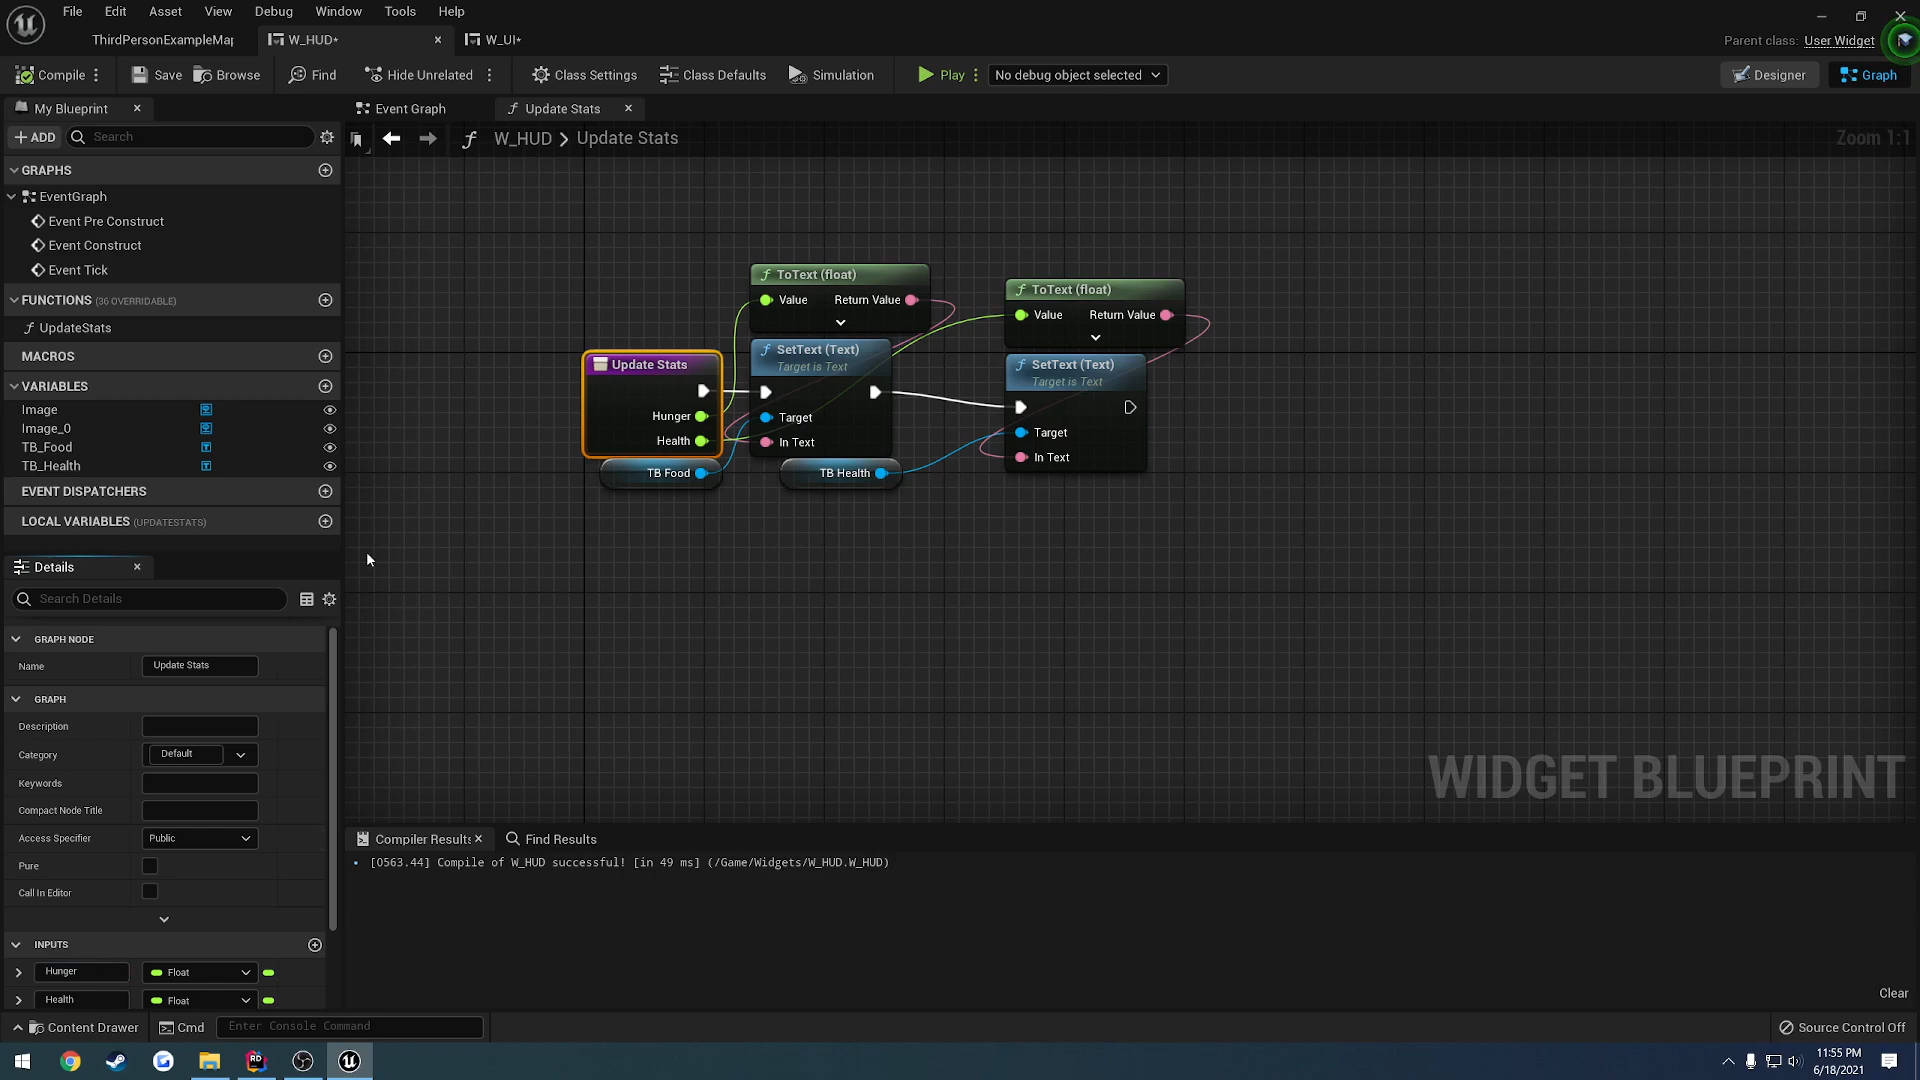 File Edit Asset View Debug Window Tools Help
ThirdPersonExampleMap W_HUD* W_UI*
Parent class: User Widget
Compile Save Browse Find Hide Unrelated Class Settings Class Defaults Simulation Play No debug object selected Designer Graph
My Blueprint Event Graph Update Stats
ADD Search
W_HUD > Update Stats
Zoom 1:1
GRAPHS
EventGraph
Event Pre Construct
Event Construct
Event Tick
FUNCTIONS (36 OVERRIDABLE)
UpdateStats
MACROS
VARIABLES
Image
Image_0
TB_Food
TB_Health
EVENT DISPATCHERS
LOCAL VARIABLES (UPDATESTATS)
ToText (float)
Value Return Value
ToText (float)
Value Return Value
Update Stats
Hunger
Health
SetText (Text)
Target is Text
Target
In Text
SetText (Text)
Target is Text
Target
In Text
TB Food
TB Health
WIDGET BLUEPRINT
Details
Search Details
GRAPH NODE
Name Update Stats
GRAPH
Description
Category Default
Keywords
Compact Node Title
Access Specifier Public
Pure
Call In Editor
INPUTS
Hunger Float
Health Float
Compiler Results Find Results
• [0563.44] Compile of W_HUD successful! [in 49 ms] (/Game/Widgets/W_HUD.W_HUD)
Clear
Content Drawer Cmd Enter Console Command Source Control Off
RD
11:55 PM
6/18/2021